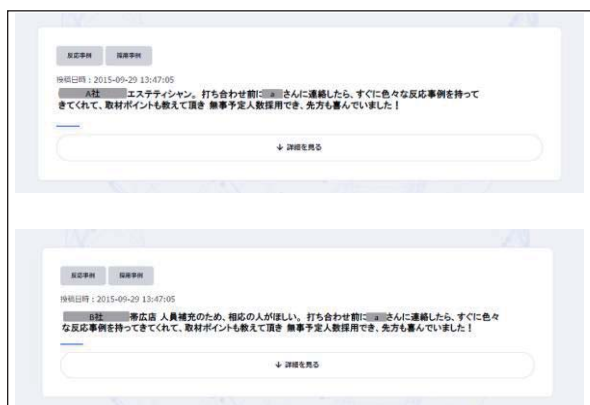 反応事例 採用事例
投稿日時：2015-09-29 13:47:05
A社 エステティシャン。打ち合わせ前に a さんに連絡したら、すぐに色々な反応事例を持って
きてくれて、取材ポイントも教えて頂き 無事予定人数採用でき、先方も喜んでいました！
↓ 詳細を見る
反応事例 採用事例
投稿日時：2015-09-29 13:47:05
B社 帯広店 人員補充のため、相応の人がほしい。打ち合わせ前に a さんに連絡したら、すぐに色々
な反応事例を持ってきてくれて、取材ポイントも教えて頂き 無事予定人数採用でき、先方も喜んでいました！
↓ 詳細を見る